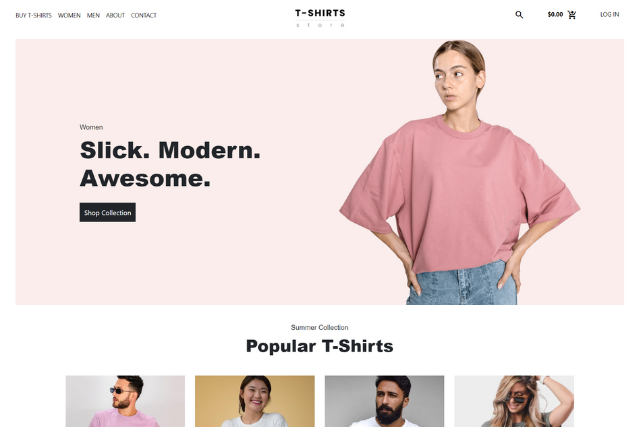 BUY T-SHIRTS WOMEN MEN ABOUT CONTACT
T-SHIRTS
store
$0.00
LOG IN
Women
Slick. Modern.
Awesome.
Shop Collection
Summer Collection
Popular T-Shirts